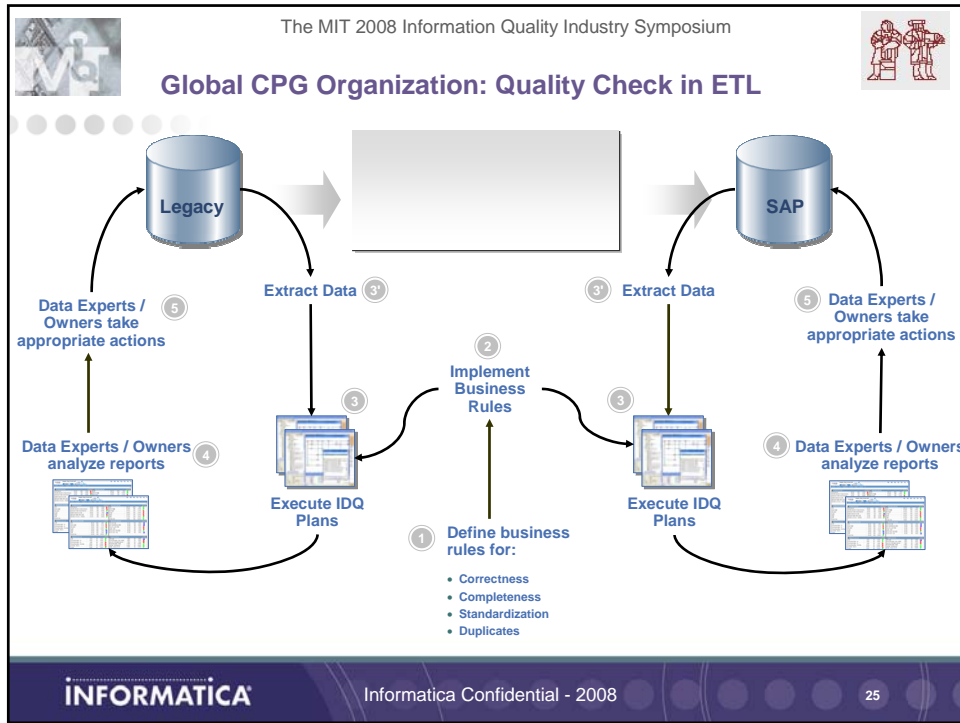 The MIT 2008 Information Quality Industry Symposium
MIT
IQ
Global CPG Organization: Quality Check in ETL
Legacy
SAP
Extract Data
3'
3'
Extract Data
Data Experts /
Owners take
appropriate actions
5
5
Data Experts /
Owners take
appropriate actions
2
Implement
Business
Rules
3
3
Data Experts / Owners
analyze reports
4
4
Data Experts / Owners
analyze reports
Execute IDQ
Plans
Execute IDQ
Plans
1
Define business
rules for:
• Correctness
• Completeness
• Standardization
• Duplicates
INFORMATICA
Informatica Confidential - 2008
25